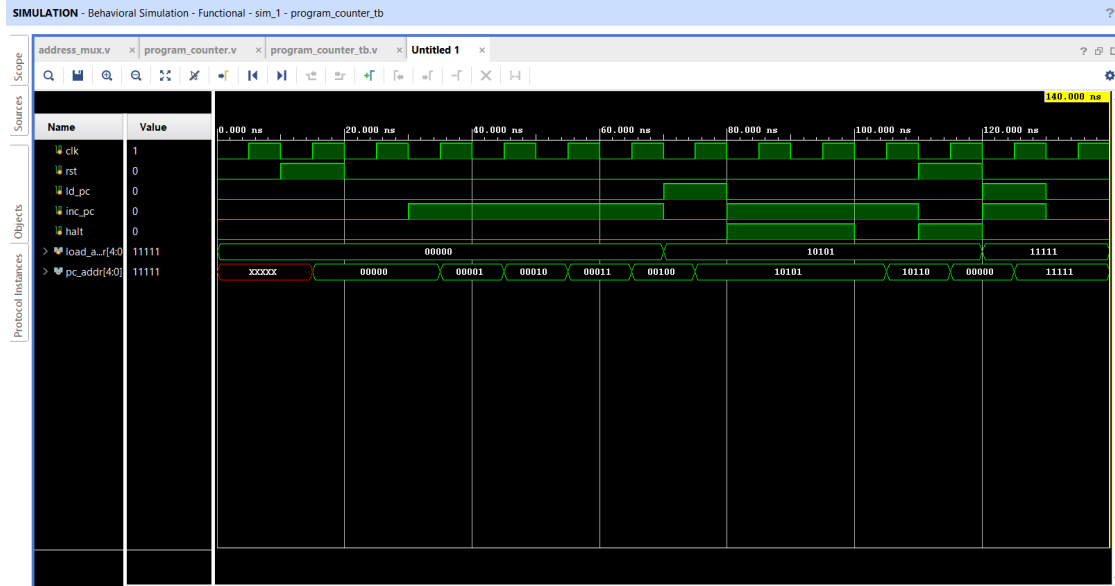 SIMULATION - Behavioral Simulation - Functional - sim_1 - program_counter_tb ?
Scope
Sources
Objects
Protocol Instances
address_mux.v × program_counter.v × program_counter_tb.v × Untitled 1 × ?
140.000 ns
Name Value
0.000 ns 20.000 ns 40.000 ns 60.000 ns 80.000 ns 100.000 ns 120.000 ns
clk 1
rst 0
ld_pc 0
inc_pc 0
halt 0
load_a...r[4:0 11111 00000 10101 11111
pc_addr[4:0] 11111 XXXXX 00000 00001 00010 00011 00100 10101 10110 00000 11111